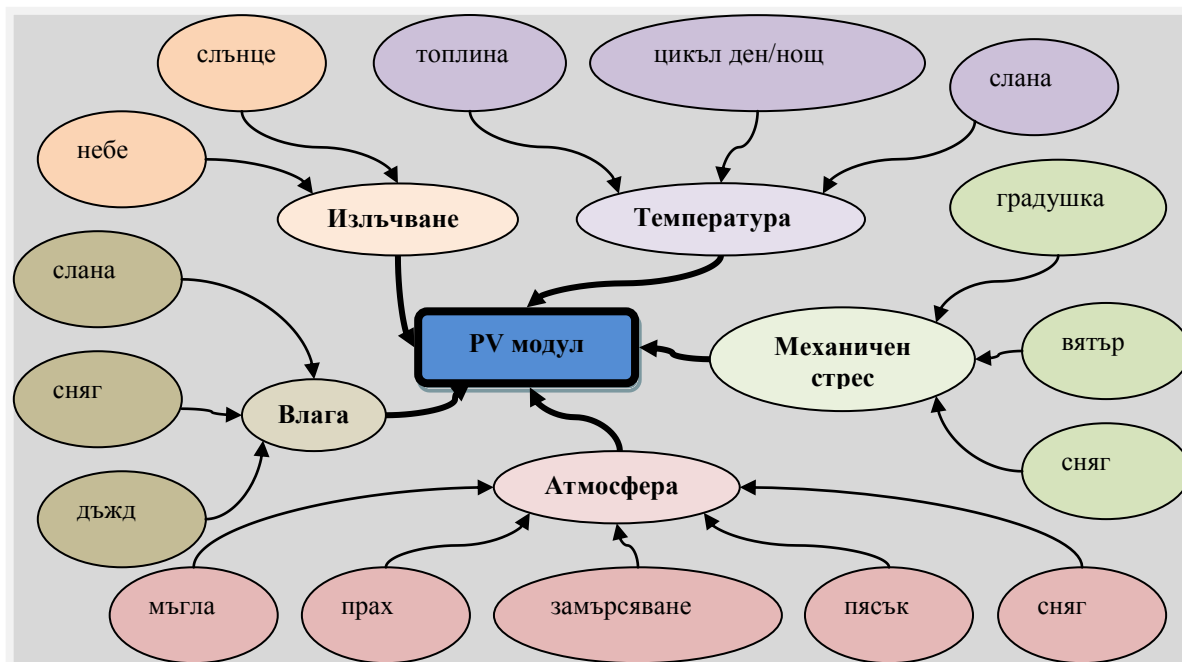 слънце
топлина
цикъл ден/нощ
слана
небе
градушка
Излъчване
Температура
слана
PV модул
Механичен
стрес
вятър
сняг
Влага
сняг
Атмосфера
дъжд
мъгла
прах
замърсяване
пясък
сняг